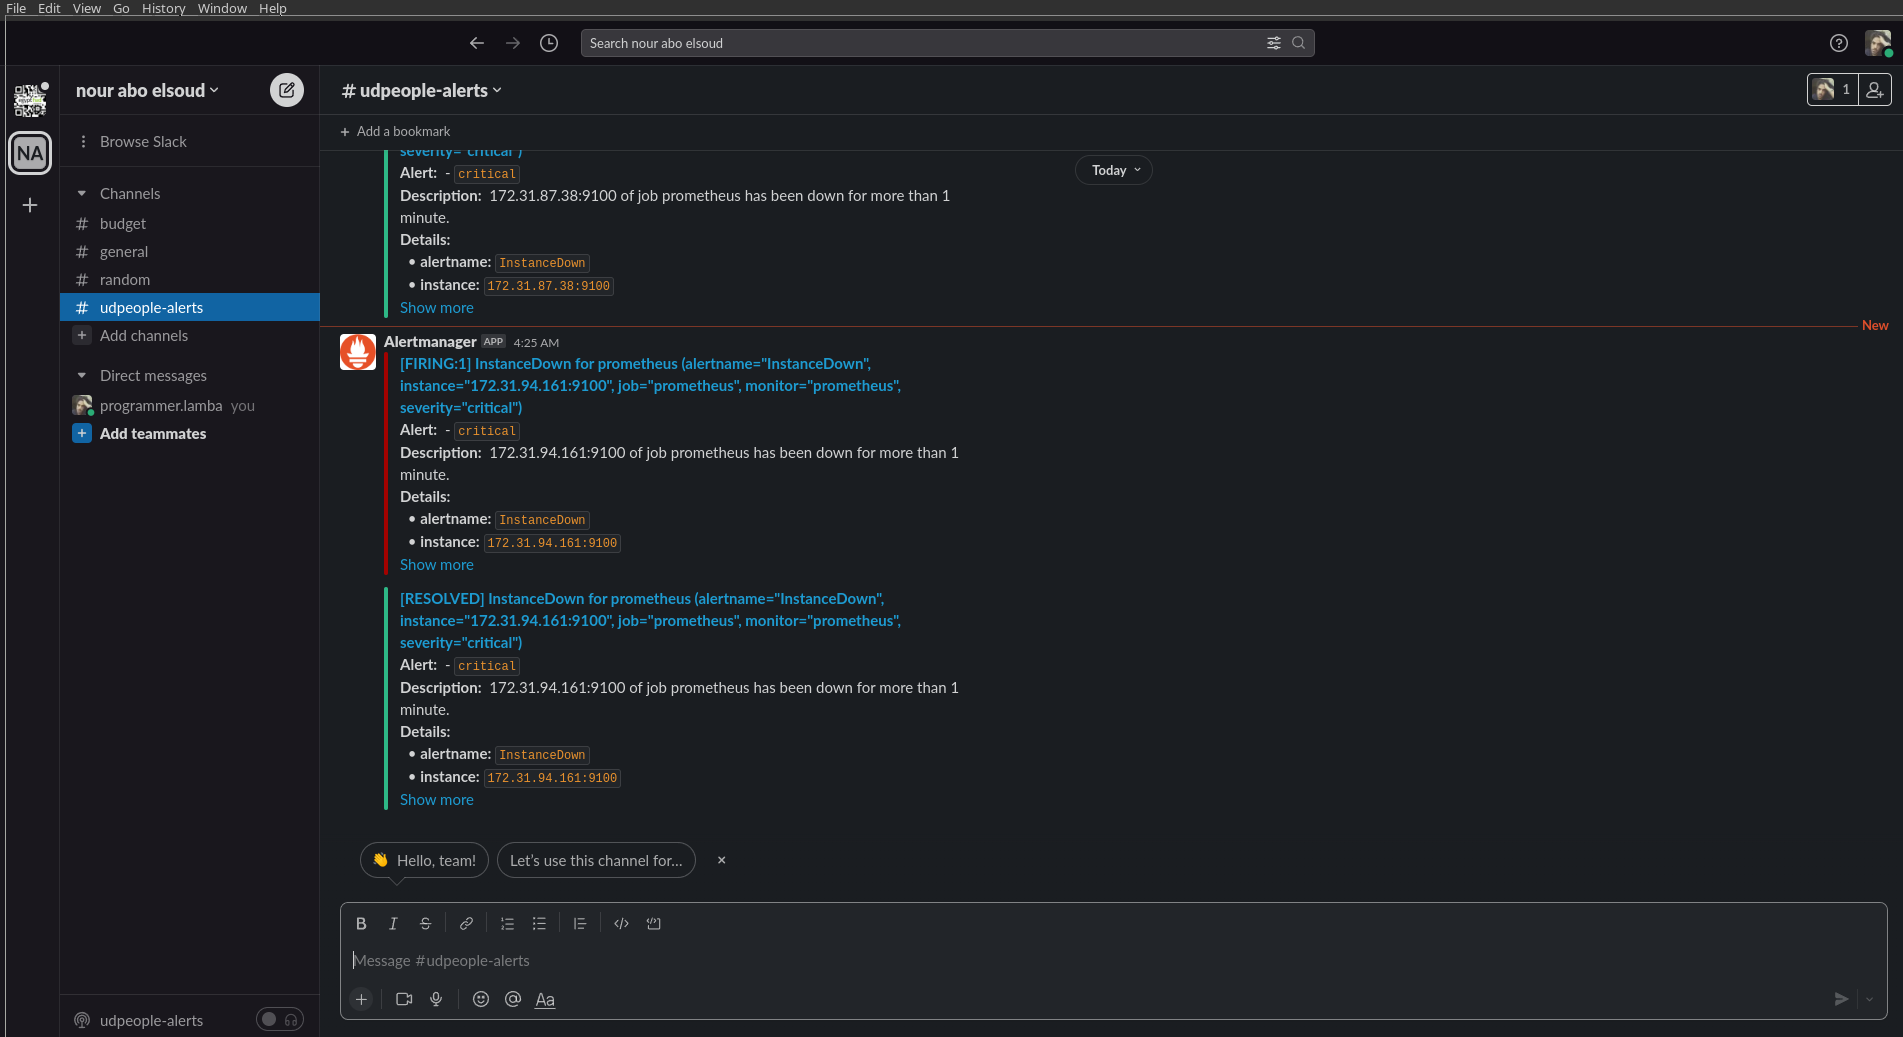 File Edit View Go History Window Help
Search nour abo elsoud
nour abo elsoud
NA
Browse Slack
Channels
# budget
# general
# random
# udpeople-alerts
+ Add channels
Direct messages
programmer.lamba you
+ Add teammates
udpeople-alerts
# udpeople-alerts
1
+ Add a bookmark
Today
severity="critical")
Alert: - critical
Description: 172.31.87.38:9100 of job prometheus has been down for more than 1
minute.
Details:
• alertname: InstanceDown
• instance: 172.31.87.38:9100
Show more
New
Alertmanager APP 4:25 AM
[FIRING:1] InstanceDown for prometheus (alertname="InstanceDown",
instance="172.31.94.161:9100", job="prometheus", monitor="prometheus",
severity="critical")
Alert: - critical
Description: 172.31.94.161:9100 of job prometheus has been down for more than 1
minute.
Details:
• alertname: InstanceDown
• instance: 172.31.94.161:9100
Show more
[RESOLVED] InstanceDown for prometheus (alertname="InstanceDown",
instance="172.31.94.161:9100", job="prometheus", monitor="prometheus",
severity="critical")
Alert: - critical
Description: 172.31.94.161:9100 of job prometheus has been down for more than 1
minute.
Details:
• alertname: InstanceDown
• instance: 172.31.94.161:9100
Show more
👋 Hello, team! Let's use this channel for...
B I S
Message #udpeople-alerts
Aa